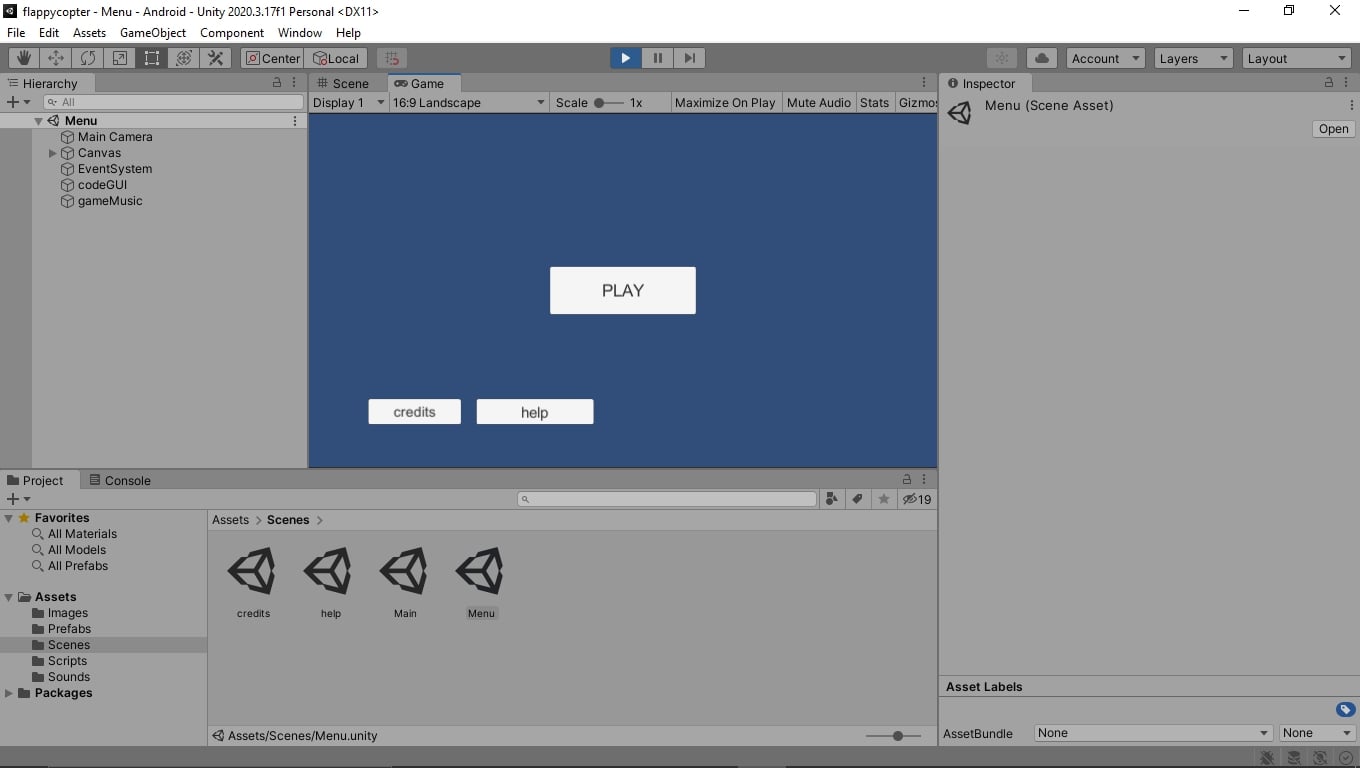 flappycopter - Menu - Android - Unity 2020.3.17f1 Personal <DX11>
File Edit Assets GameObject Component Window Help
Center Local Account Layers Layout
Hierarchy
All
Menu
Main Camera
Canvas
EventSystem
codeGUI
gameMusic
Scene Game
Display 1 16:9 Landscape Scale 1x Maximize On Play Mute Audio Stats Gizmos
PLAY
credits help
Inspector
Menu (Scene Asset)
Open
Project Console
19
Favorites
All Materials
All Models
All Prefabs
Assets
Images
Prefabs
Scenes
Scripts
Sounds
Packages
Assets > Scenes >
credits help Main Menu
Assets/Scenes/Menu.unity
Asset Labels
AssetBundle None None